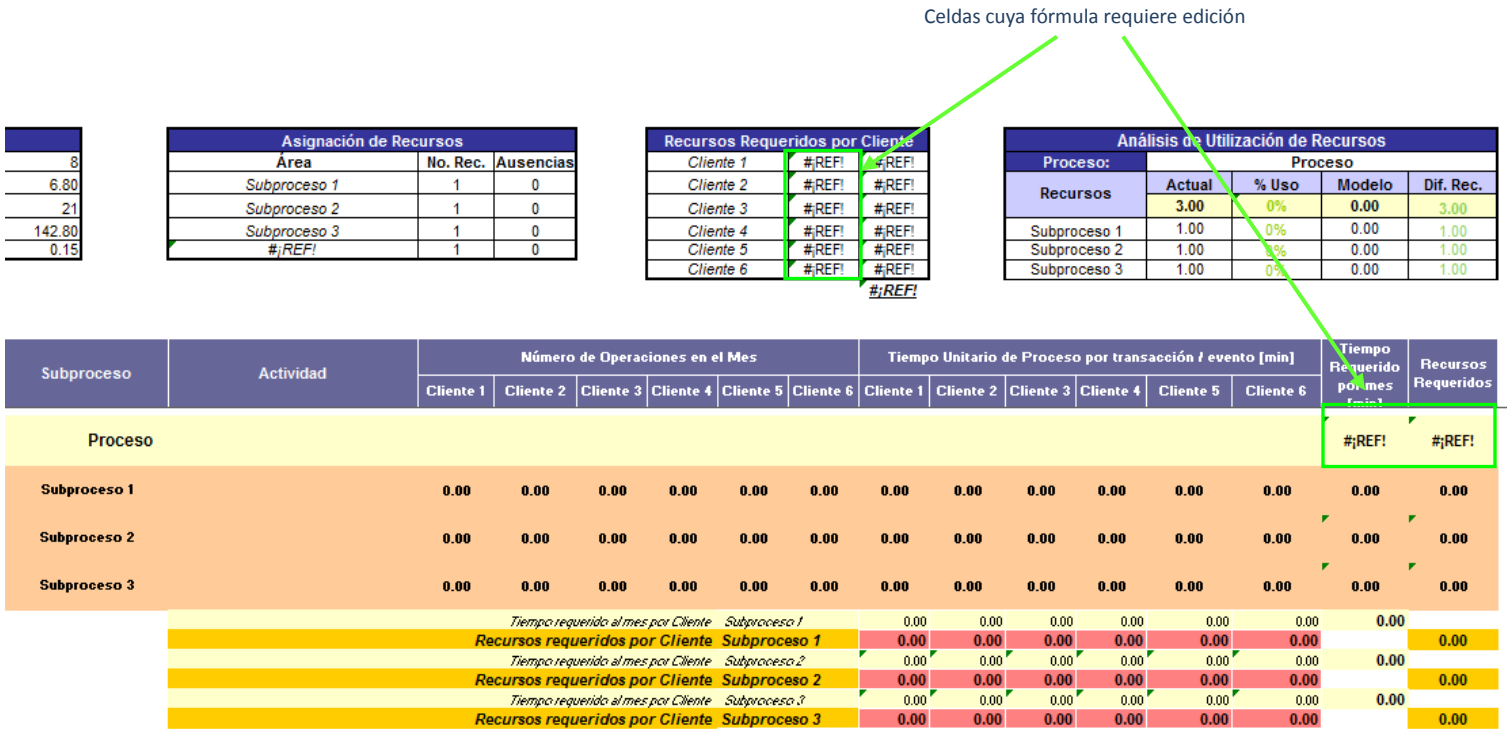 Celdas cuya fórmula requiere edición
Asignación de Recursos
Área No. Rec. Ausencias
Subproceso 1 1 0
Subproceso 2 1 0
Subproceso 3 1 0
#¡REF! 1 0
8
6.80
21
142.80
0.15
Recursos Requeridos por Cliente
Cliente 1 #¡REF! #¡REF!
Cliente 2 #¡REF! #¡REF!
Cliente 3 #¡REF! #¡REF!
Cliente 4 #¡REF! #¡REF!
Cliente 5 #¡REF! #¡REF!
Cliente 6 #¡REF! #¡REF!
#¡REF!
Análisis de Utilización de Recursos
Proceso: Proceso
Recursos Actual % Uso Modelo Dif. Rec.
3.00 0% 0.00 3.00
Subproceso 1 1.00 0% 0.00 1.00
Subproceso 2 1.00 0% 0.00 1.00
Subproceso 3 1.00 0% 0.00 1.00
Subproceso Actividad Número de Operaciones en el Mes Tiempo Unitario de Proceso por transacción / evento [min] Tiempo Requerido por mes [min] Recursos Requeridos
Cliente 1 Cliente 2 Cliente 3 Cliente 4 Cliente 5 Cliente 6 Cliente 1 Cliente 2 Cliente 3 Cliente 4 Cliente 5 Cliente 6
Proceso #¡REF! #¡REF!
Subproceso 1 0.00 0.00 0.00 0.00 0.00 0.00 0.00 0.00 0.00 0.00 0.00 0.00 0.00 0.00
Subproceso 2 0.00 0.00 0.00 0.00 0.00 0.00 0.00 0.00 0.00 0.00 0.00 0.00 0.00 0.00
Subproceso 3 0.00 0.00 0.00 0.00 0.00 0.00 0.00 0.00 0.00 0.00 0.00 0.00 0.00 0.00
Tiempo requerido al mes por Cliente Subproceso 1 0.00 0.00 0.00 0.00 0.00 0.00 0.00
Recursos requeridos por Cliente Subproceso 1 0.00 0.00 0.00 0.00 0.00 0.00 0.00
Tiempo requerido al mes por Cliente Subproceso 2 0.00 0.00 0.00 0.00 0.00 0.00 0.00
Recursos requeridos por Cliente Subproceso 2 0.00 0.00 0.00 0.00 0.00 0.00 0.00
Tiempo requerido al mes por Cliente Subproceso 3 0.00 0.00 0.00 0.00 0.00 0.00 0.00
Recursos requeridos por Cliente Subproceso 3 0.00 0.00 0.00 0.00 0.00 0.00 0.00